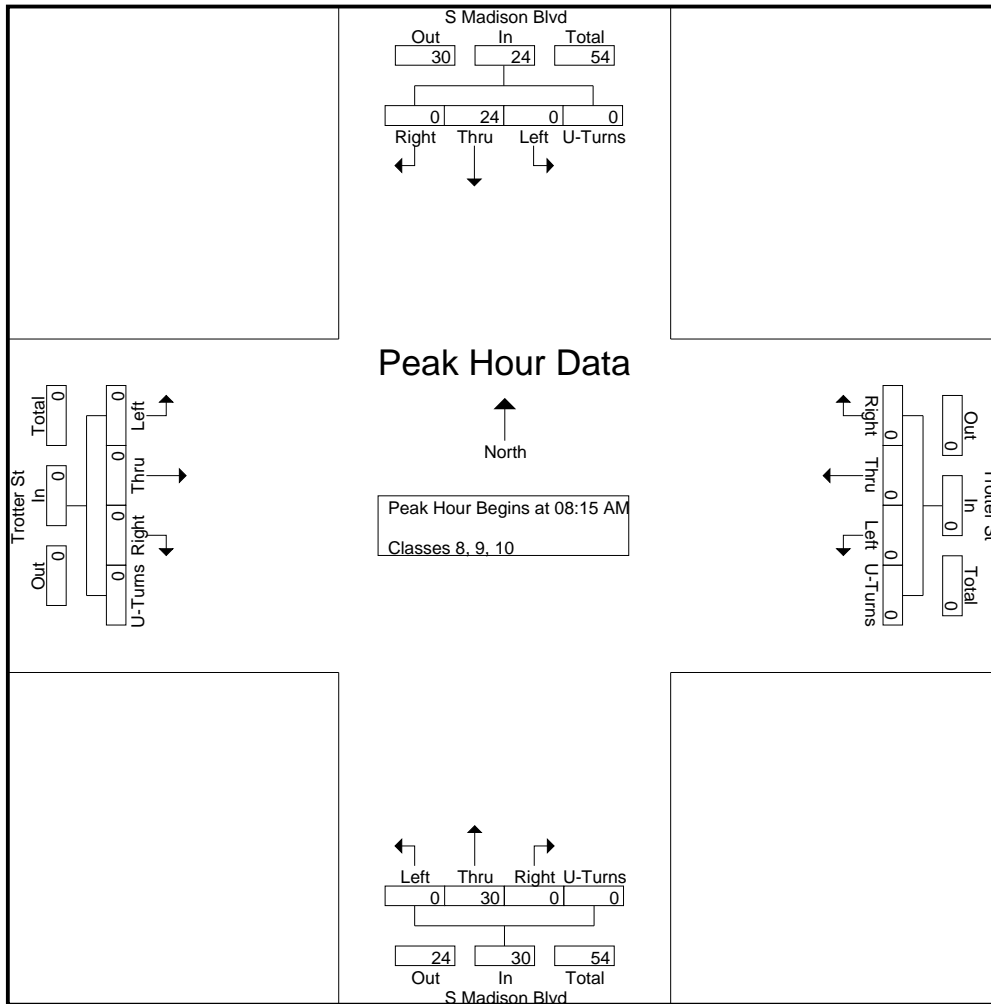 S Madison Blvd
Out In Total
30 24 54
0 24 0 0
Right Thru Left U-Turns
Peak Hour Data
North
Peak Hour Begins at 08:15 AM
Classes 8, 9, 10
Trotter St
Out In Total
0 0 0
0 0 0 0
U-Turns Right Thru Left
Trotter St
Out In Total
0 0 0
0 0 0 0
Right Thru Left U-Turns
Left Thru Right U-Turns
0 30 0 0
24 30 54
Out In Total
S Madison Blvd